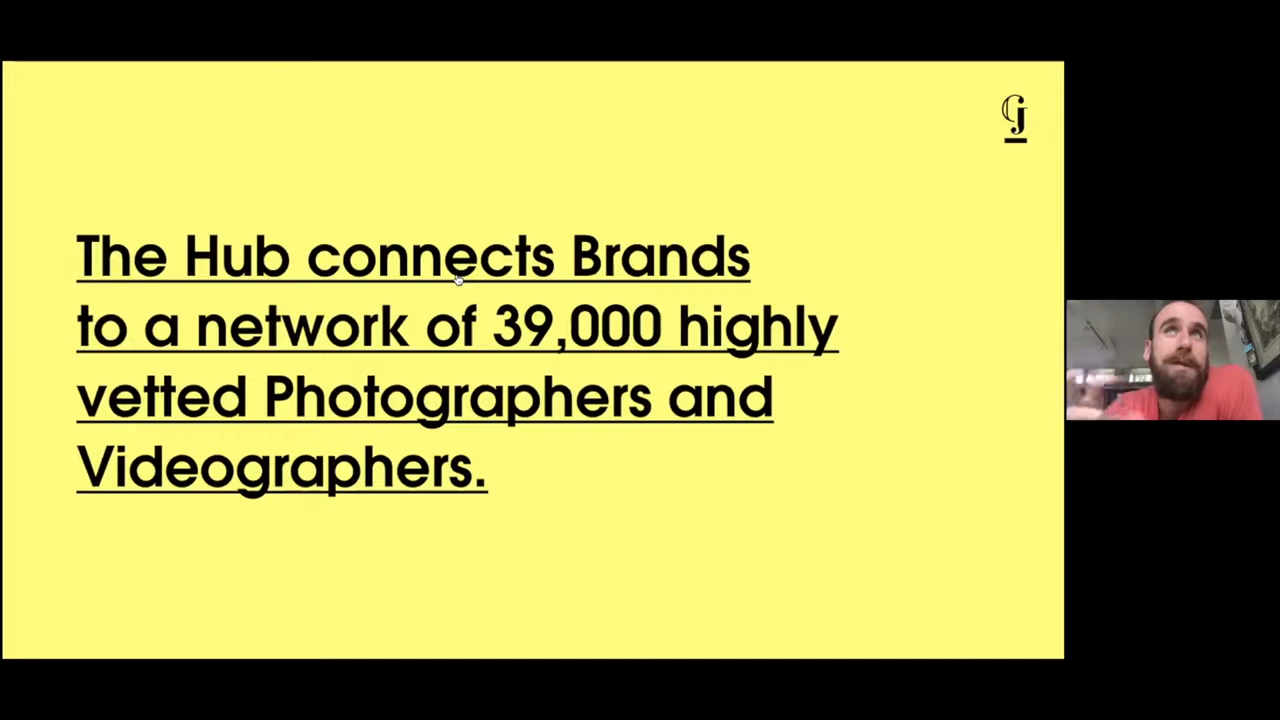 The Hub connects Brands
to a network of 39,000 highly
vetted Photographers and
Videographers.